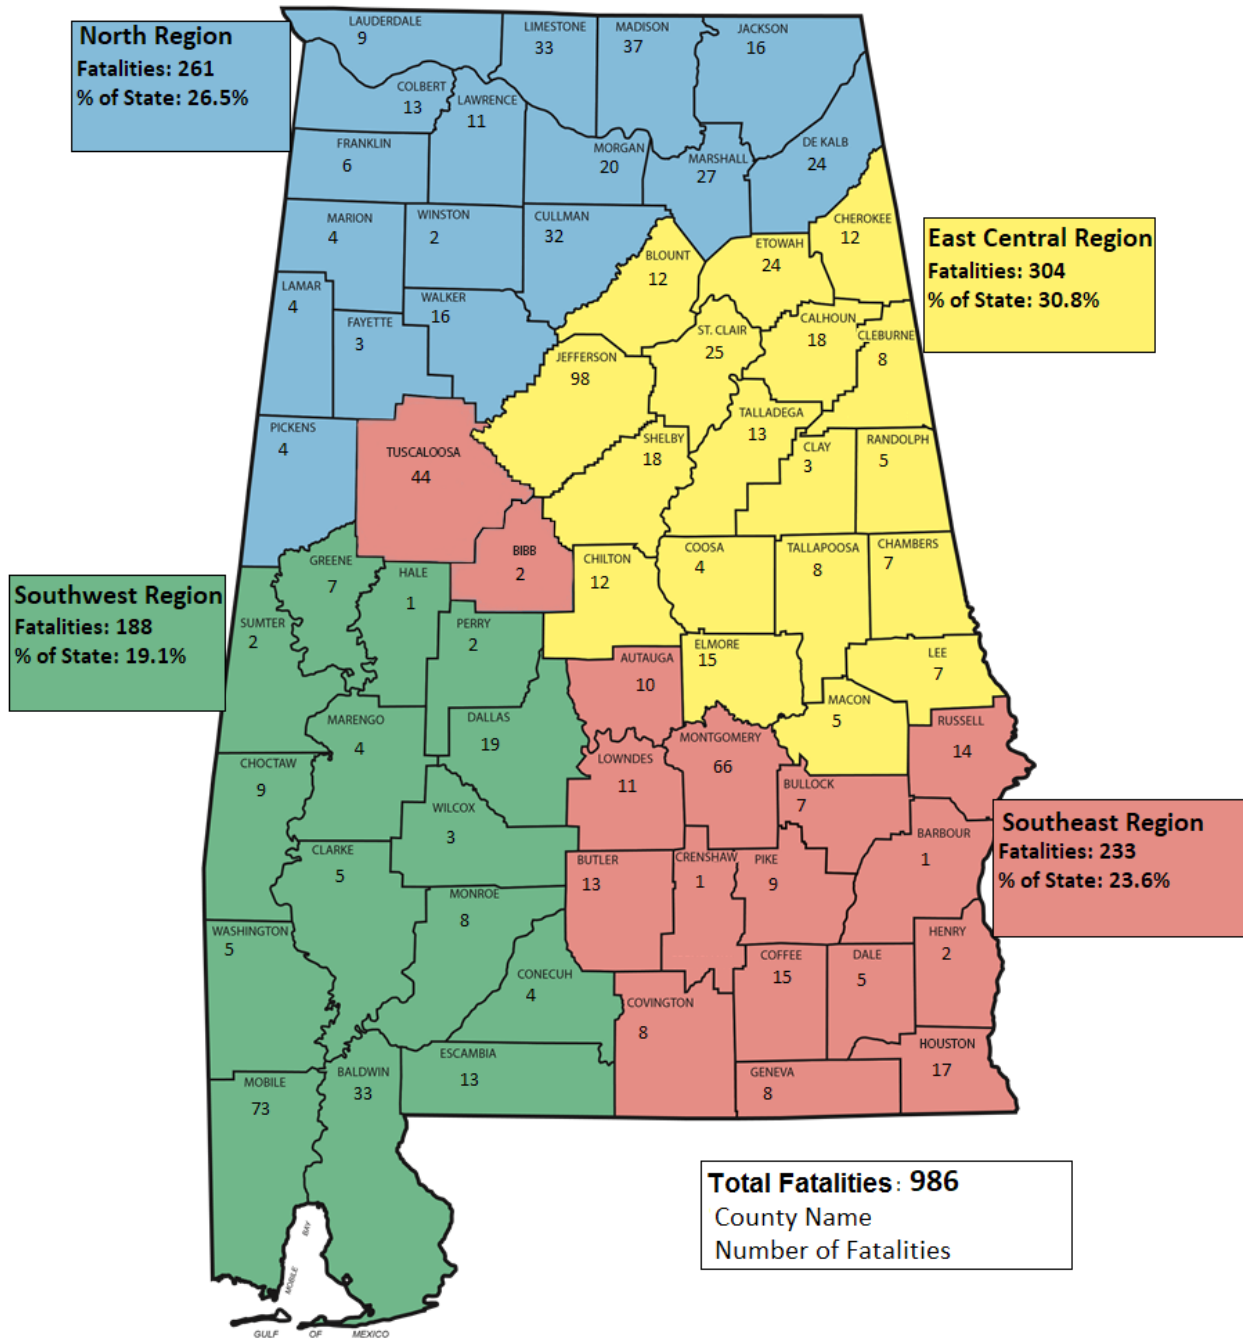 LAUDERDALE
9
LIMESTONE
33
MADISON
37
JACKSON
16
North Region
Fatalities: 261
% of State: 26.5%
COLBERT
13
LAWRENCE
11
FRANKLIN
6
MORGAN
20
MARSHALL
27
DE KALB
24
MARION
4
WINSTON
2
CULLMAN
32
CHEROKEE
12
ETOWAH
24
BLOUNT
12
East Central Region
Fatalities: 304
% of State: 30.8%
LAMAR
4
FAYETTE
3
WALKER
16
ST. CLAIR
25
CALHOUN
18
CLEBURNE
8
JEFFERSON
98
PICKENS
4
TUSCALOOSA
44
SHELBY
18
TALLADEGA
13
CLAY
3
RANDOLPH
5
GREENE
7
HALE
1
BIBB
2
CHILTON
12
COOSA
4
TALLAPOOSA
8
CHAMBERS
7
Southwest Region
Fatalities: 188
% of State: 19.1%
SUMTER
2
PERRY
2
AUTAUGA
10
ELMORE
15
LEE
7
MACON
5
MARENGO
4
DALLAS
19
LOWNDES
11
MONTGOMERY
66
RUSSELL
14
CHOCTAW
9
WILCOX
3
BULLOCK
7
BARBOUR
1
Southeast Region
Fatalities: 233
% of State: 23.6%
CLARKE
5
BUTLER
13
CRENSHAW
1
PIKE
9
MONROE
8
WASHINGTON
5
CONECUH
4
COFFEE
15
DALE
5
HENRY
2
COVINGTON
8
ESCAMBIA
13
HOUSTON
17
GENEVA
8
MOBILE
73
BALDWIN
33
Total Fatalities: 986
County Name
Number of Fatalities
MOBILE BAY
GULF OF MEXICO